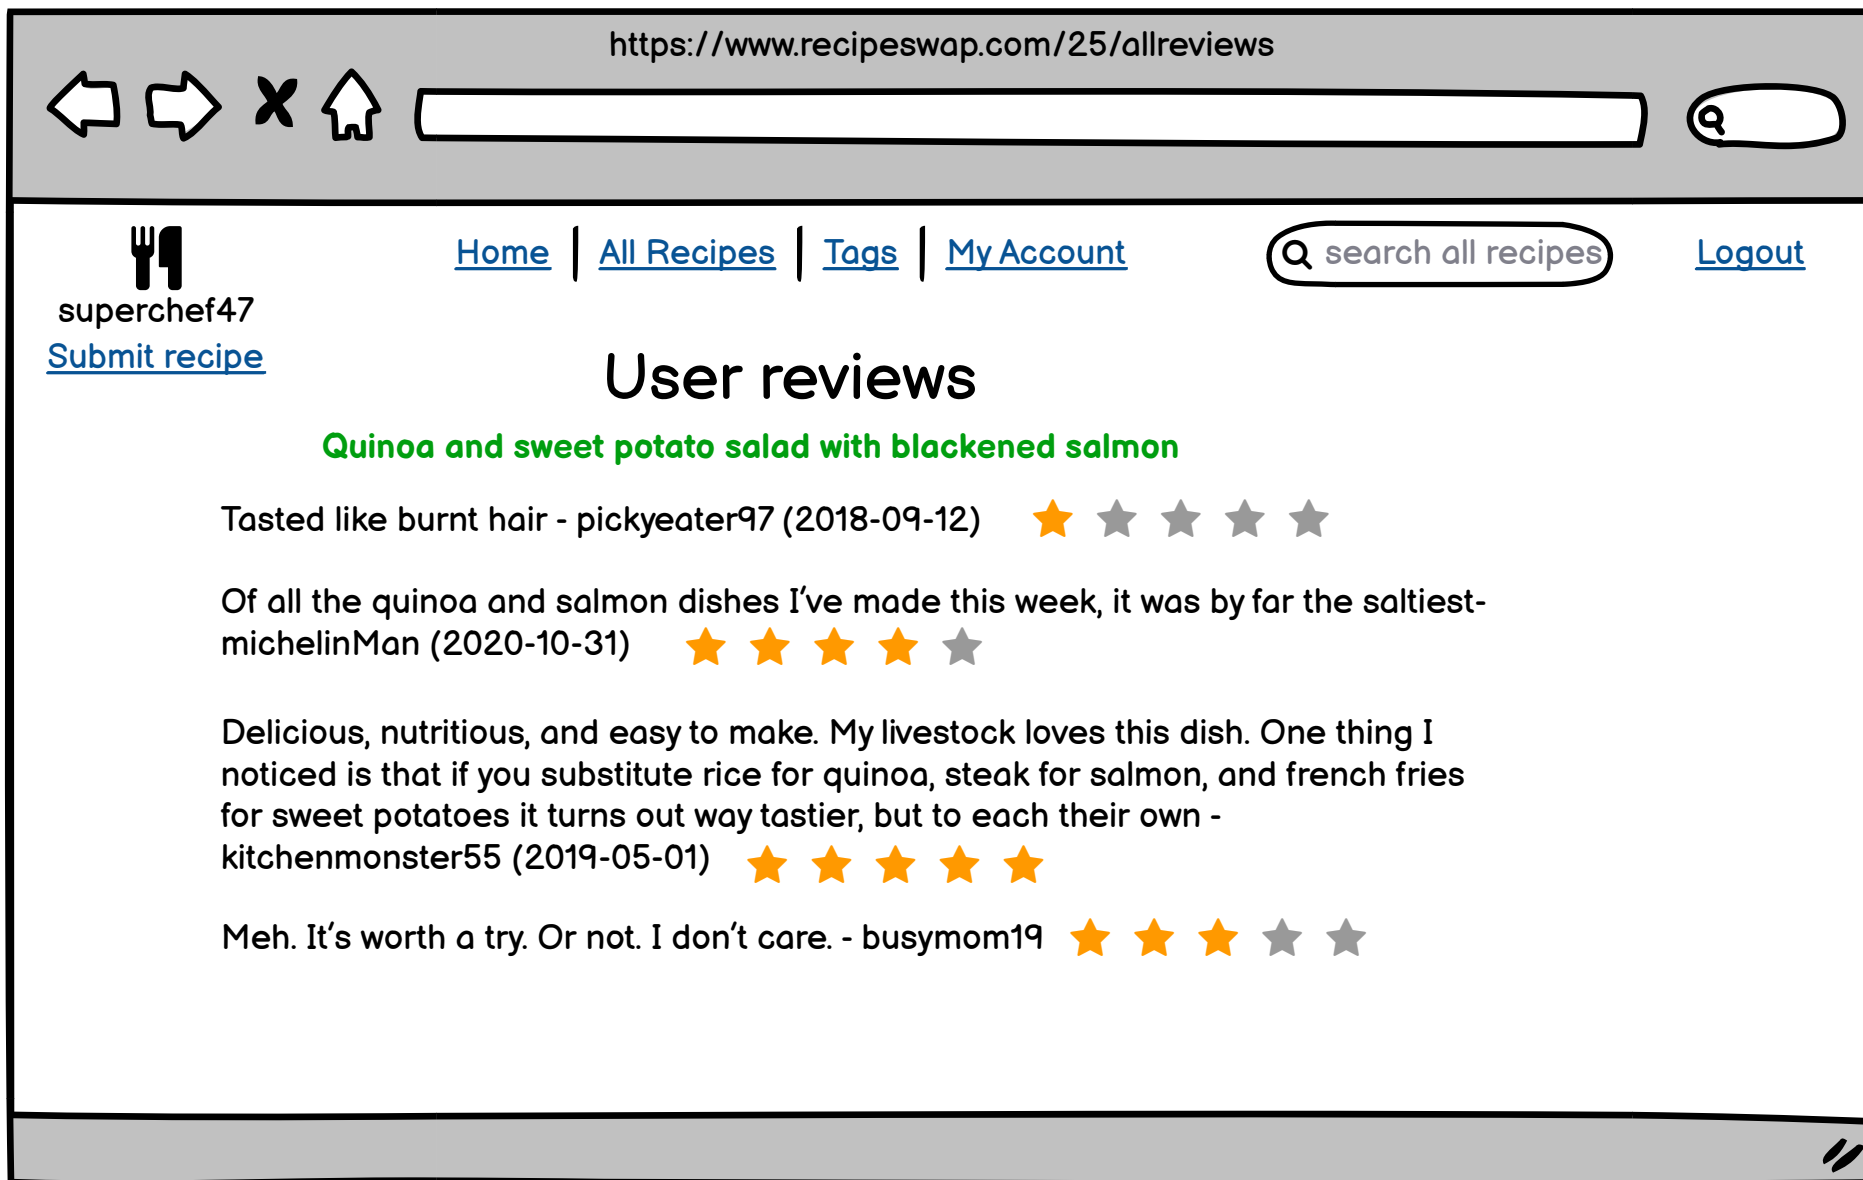 https://www.recipeswap.com/25/allreviews
Home All Recipes Tags My Account search all recipes Logout
superchef47
Submit recipe
User reviews
Quinoa and sweet potato salad with blackened salmon
Tasted like burnt hair - pickyeater97 (2018-09-12)
Of all the quinoa and salmon dishes I've made this week, it was by far the saltiest-
michelinMan (2020-10-31)
Delicious, nutritious, and easy to make. My livestock loves this dish. One thing I
noticed is that if you substitute rice for quinoa, steak for salmon, and french fries
for sweet potatoes it turns out way tastier, but to each their own -
kitchenmonster55 (2019-05-01)
Meh. It's worth a try. Or not. I don't care. - busymom19